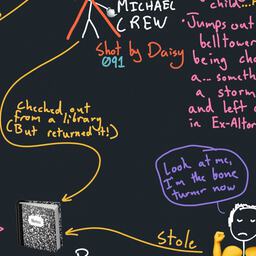 child...
MICHAEL
CREW
Shot by Daisy
091
Jumps out
belltower
being cha
a... someth
a storm
and left a
in Ex-Altior
Checked out
from a library
(But returned it!)
Look at me,
I'm the bone
turner now
stole